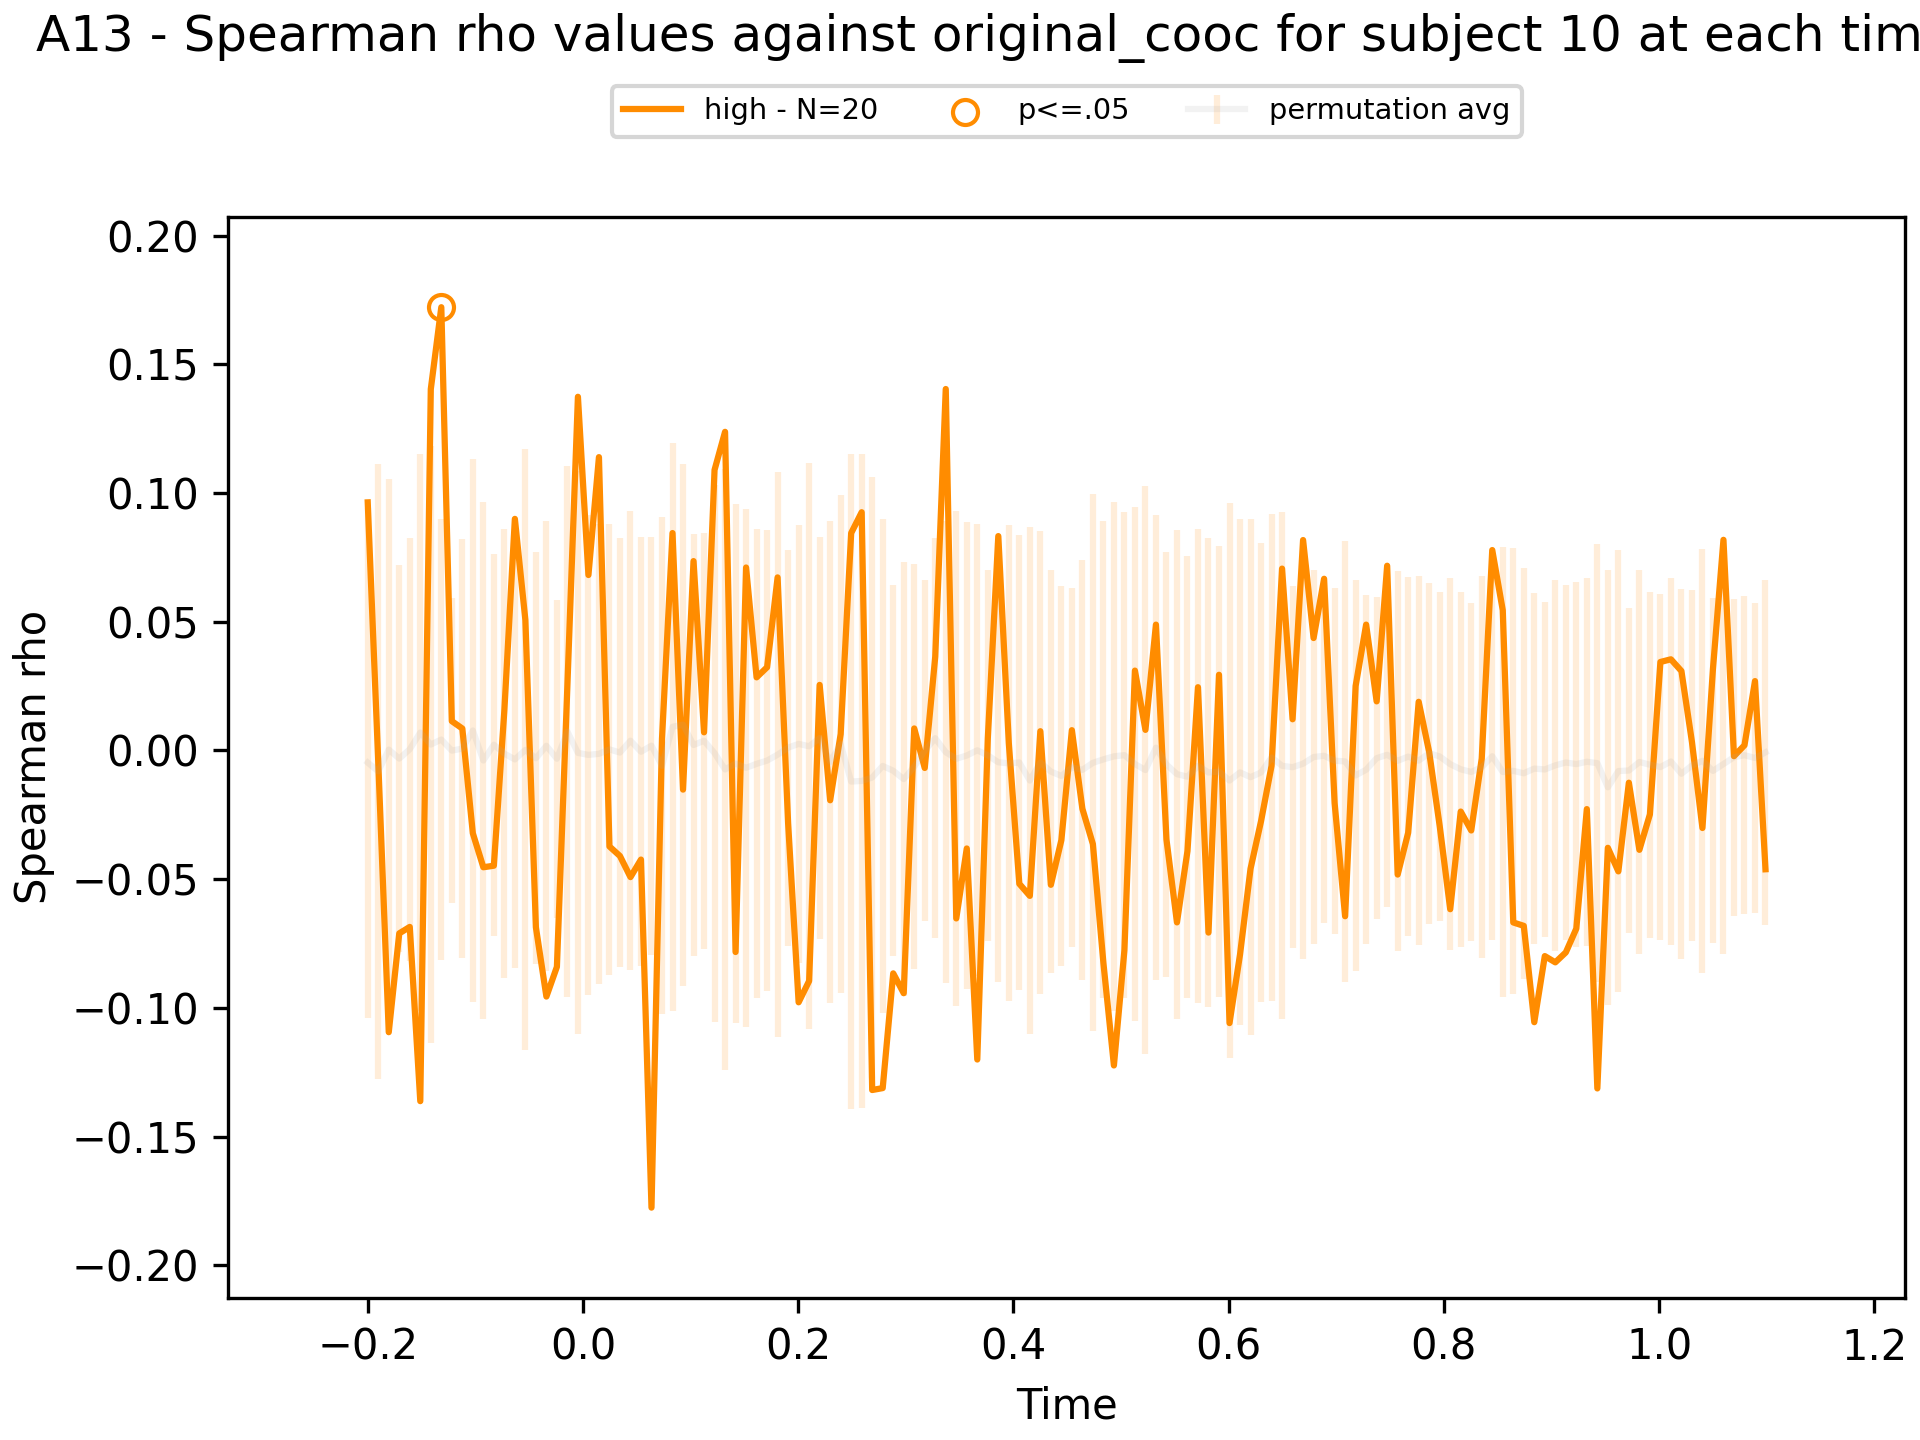 A13 - Spearman rho values against original_cooc for subject 10 at each tim
high - N=20 p<=.05 permutation avg
0.20
0.15
0.10
0.05
0.00
−0.05
−0.10
−0.15
−0.20
Spearman rho
−0.2 0.0 0.2 0.4 0.6 0.8 1.0 1.2
Time